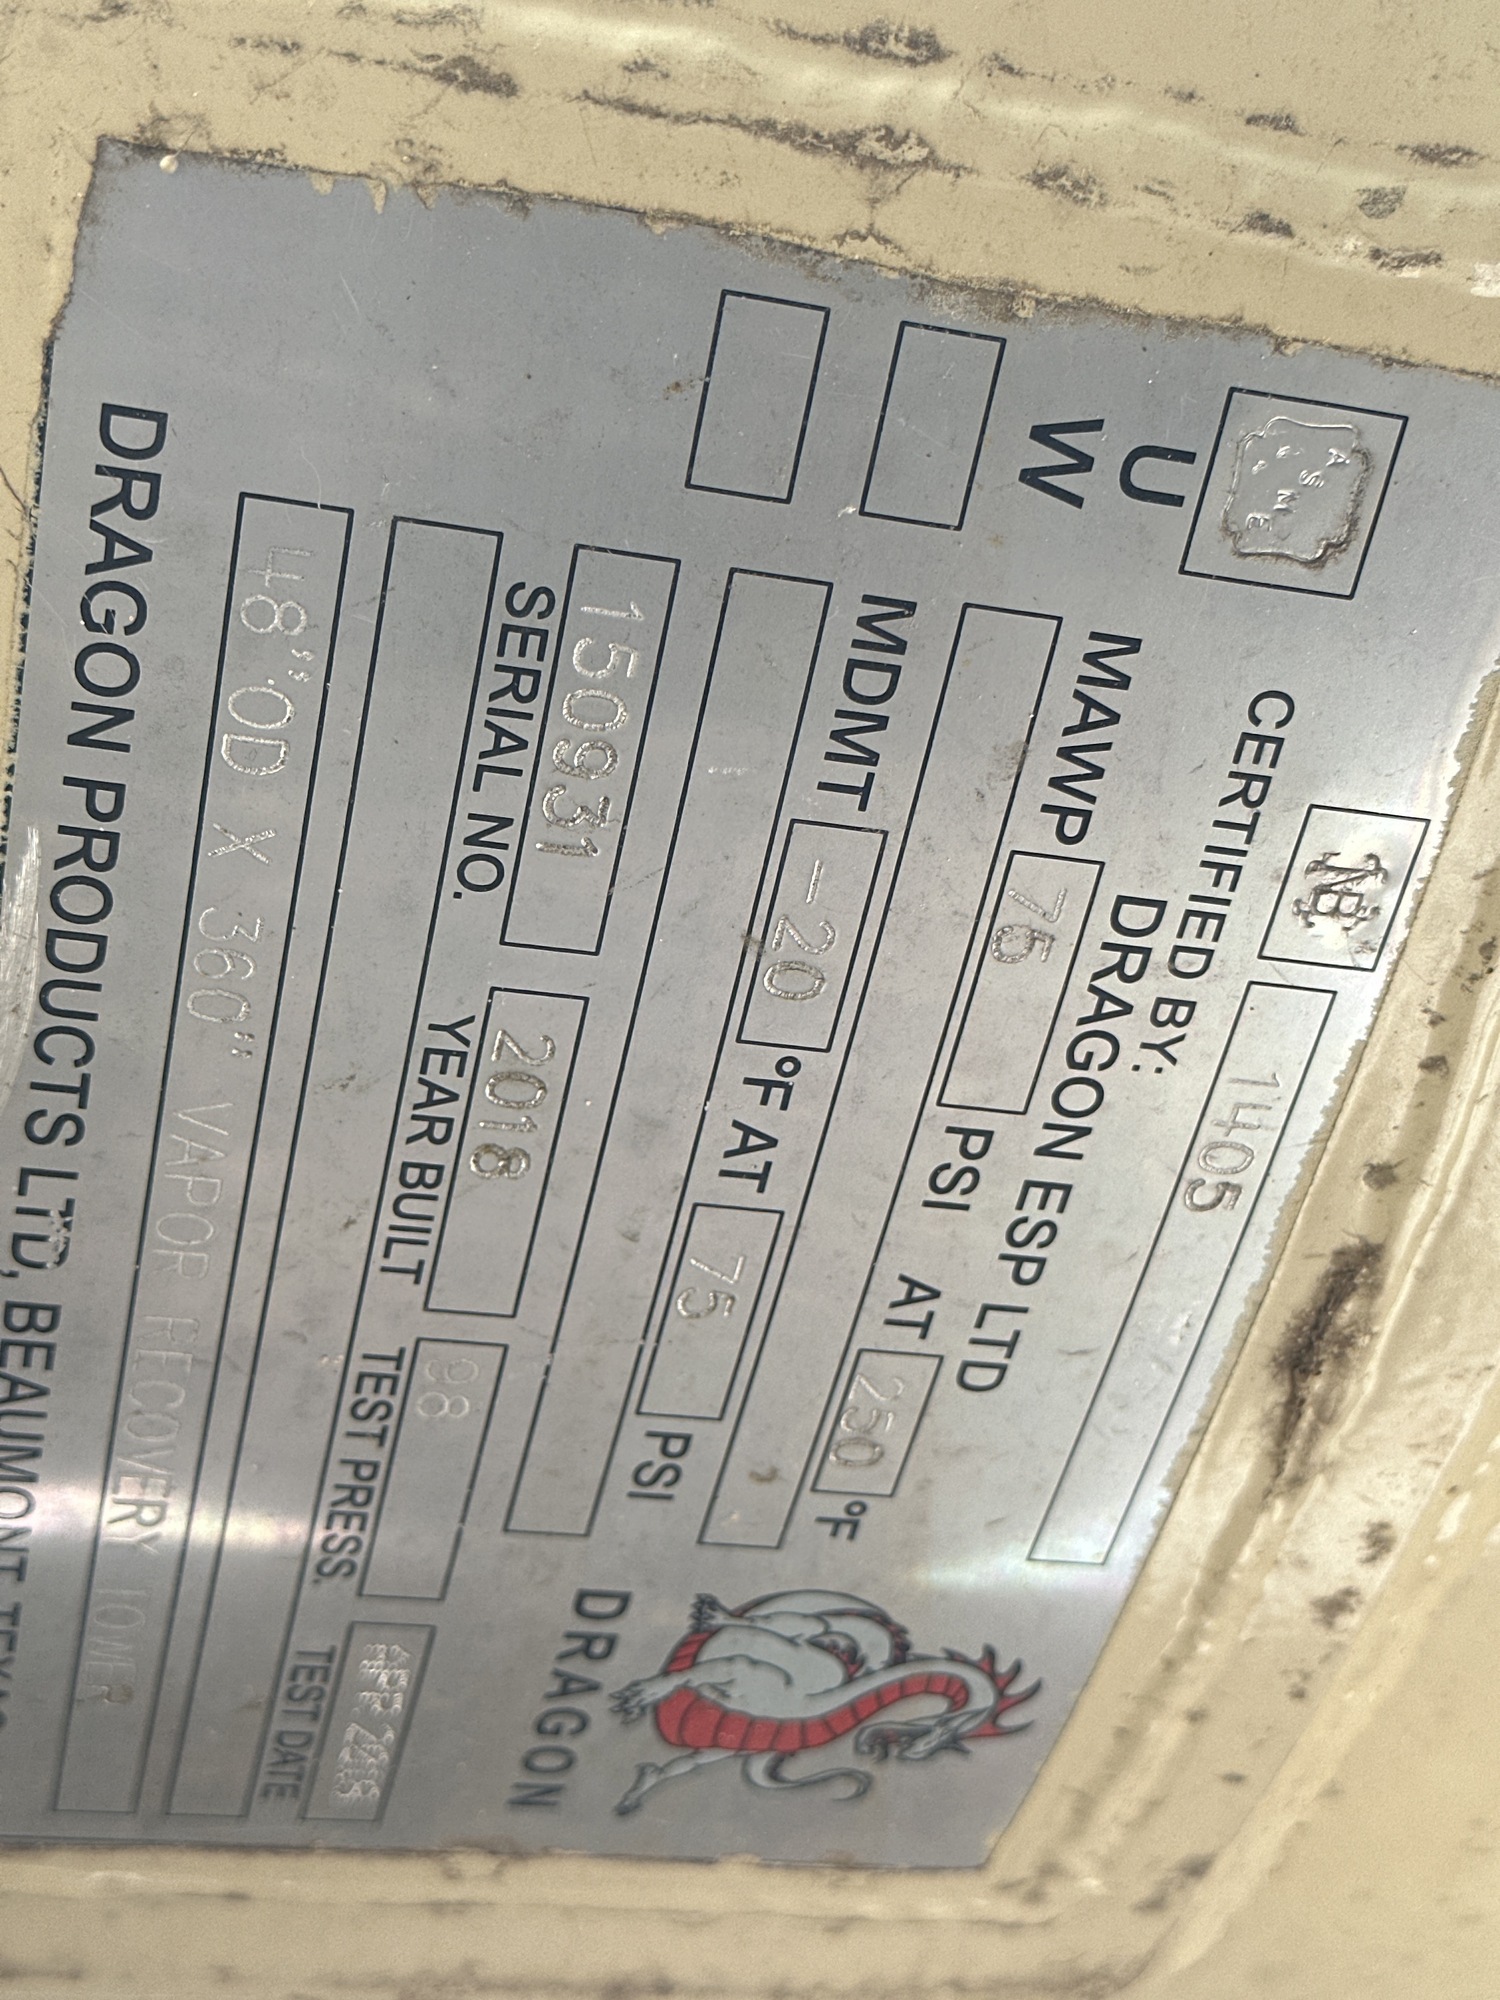 ASME
NB 1405
U
W
CERTIFIED BY:
DRAGON ESP LTD
MAWP 75 PSI AT 250 °F
MDMT -20 °F AT 75 PSI
150931 2018 98
SERIAL NO. YEAR BUILT TEST PRESS. TEST DATE
48" OD X 360" VAPOR RECOVERY TOWER
DRAGON PRODUCTS LTD, BEAUMONT
DRAGON